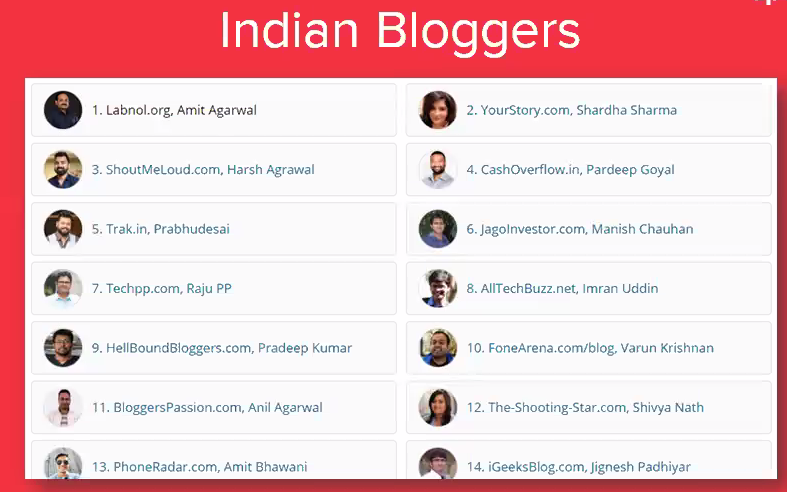 Indian Bloggers
1. Labnol.org, Amit Agarwal
2. YourStory.com, Shardha Sharma
3. ShoutMeLoud.com, Harsh Agrawal
4. CashOverflow.in, Pardeep Goyal
5. Trak.in, Prabhudesai
6. JagoInvestor.com, Manish Chauhan
7. Techpp.com, Raju PP
8. AllTechBuzz.net, Imran Uddin
9. HellBoundBloggers.com, Pradeep Kumar
10. FoneArena.com/blog, Varun Krishnan
11. BloggersPassion.com, Anil Agarwal
12. The-Shooting-Star.com, Shivya Nath
13. PhoneRadar.com, Amit Bhawani
14. iGeeksBlog.com, Jignesh Padhiyar